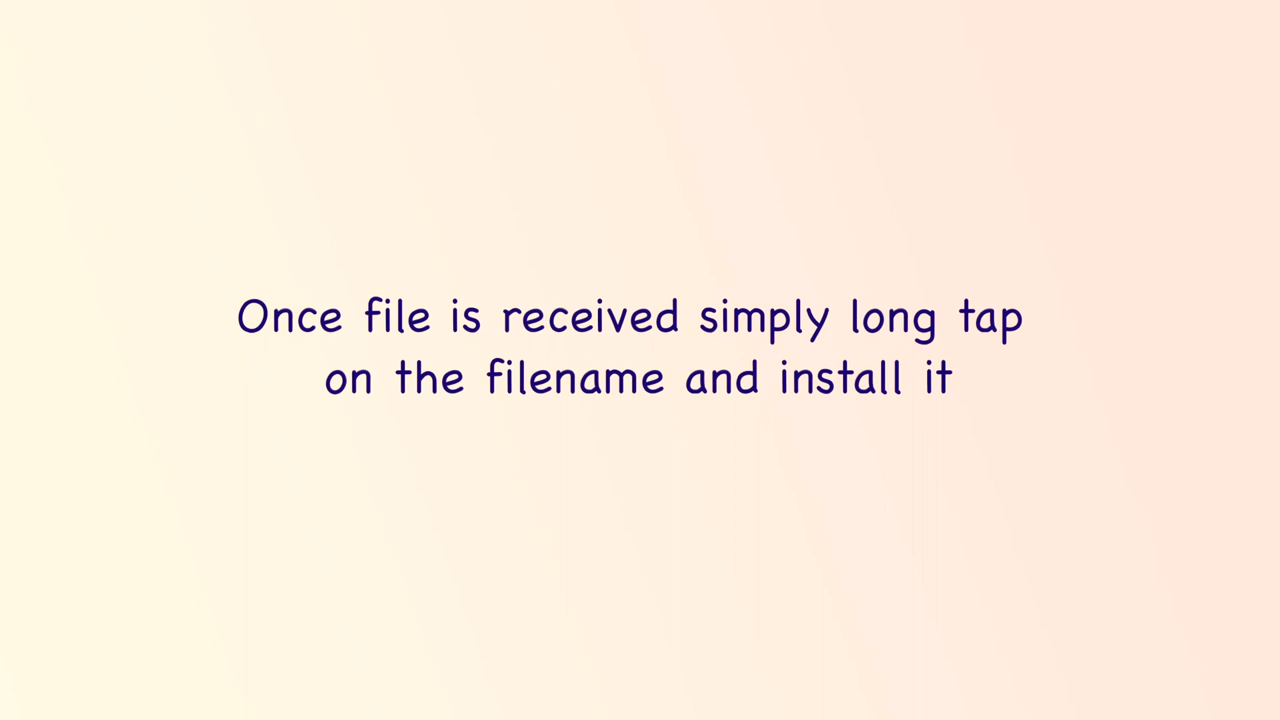 Once file is received simply long tap
on the filename and install it